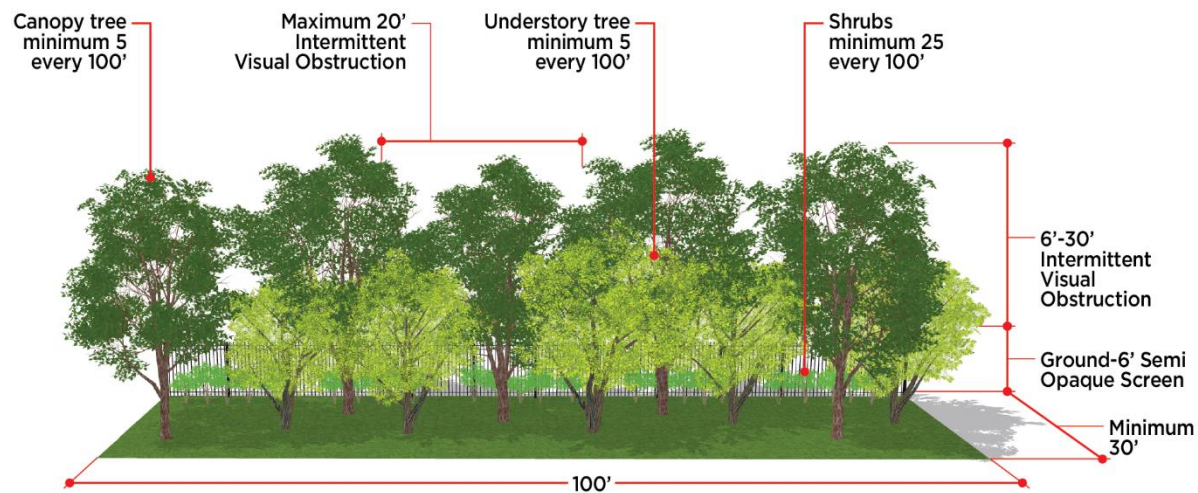 Canopy tree
minimum 5
every 100’
Maximum 20’
Intermittent
Visual Obstruction
Understory tree
minimum 5
every 100’
Shrubs
minimum 25
every 100’
6’-30’
Intermittent
Visual
Obstruction
Ground-6’ Semi
Opaque Screen
Minimum
30’
100’